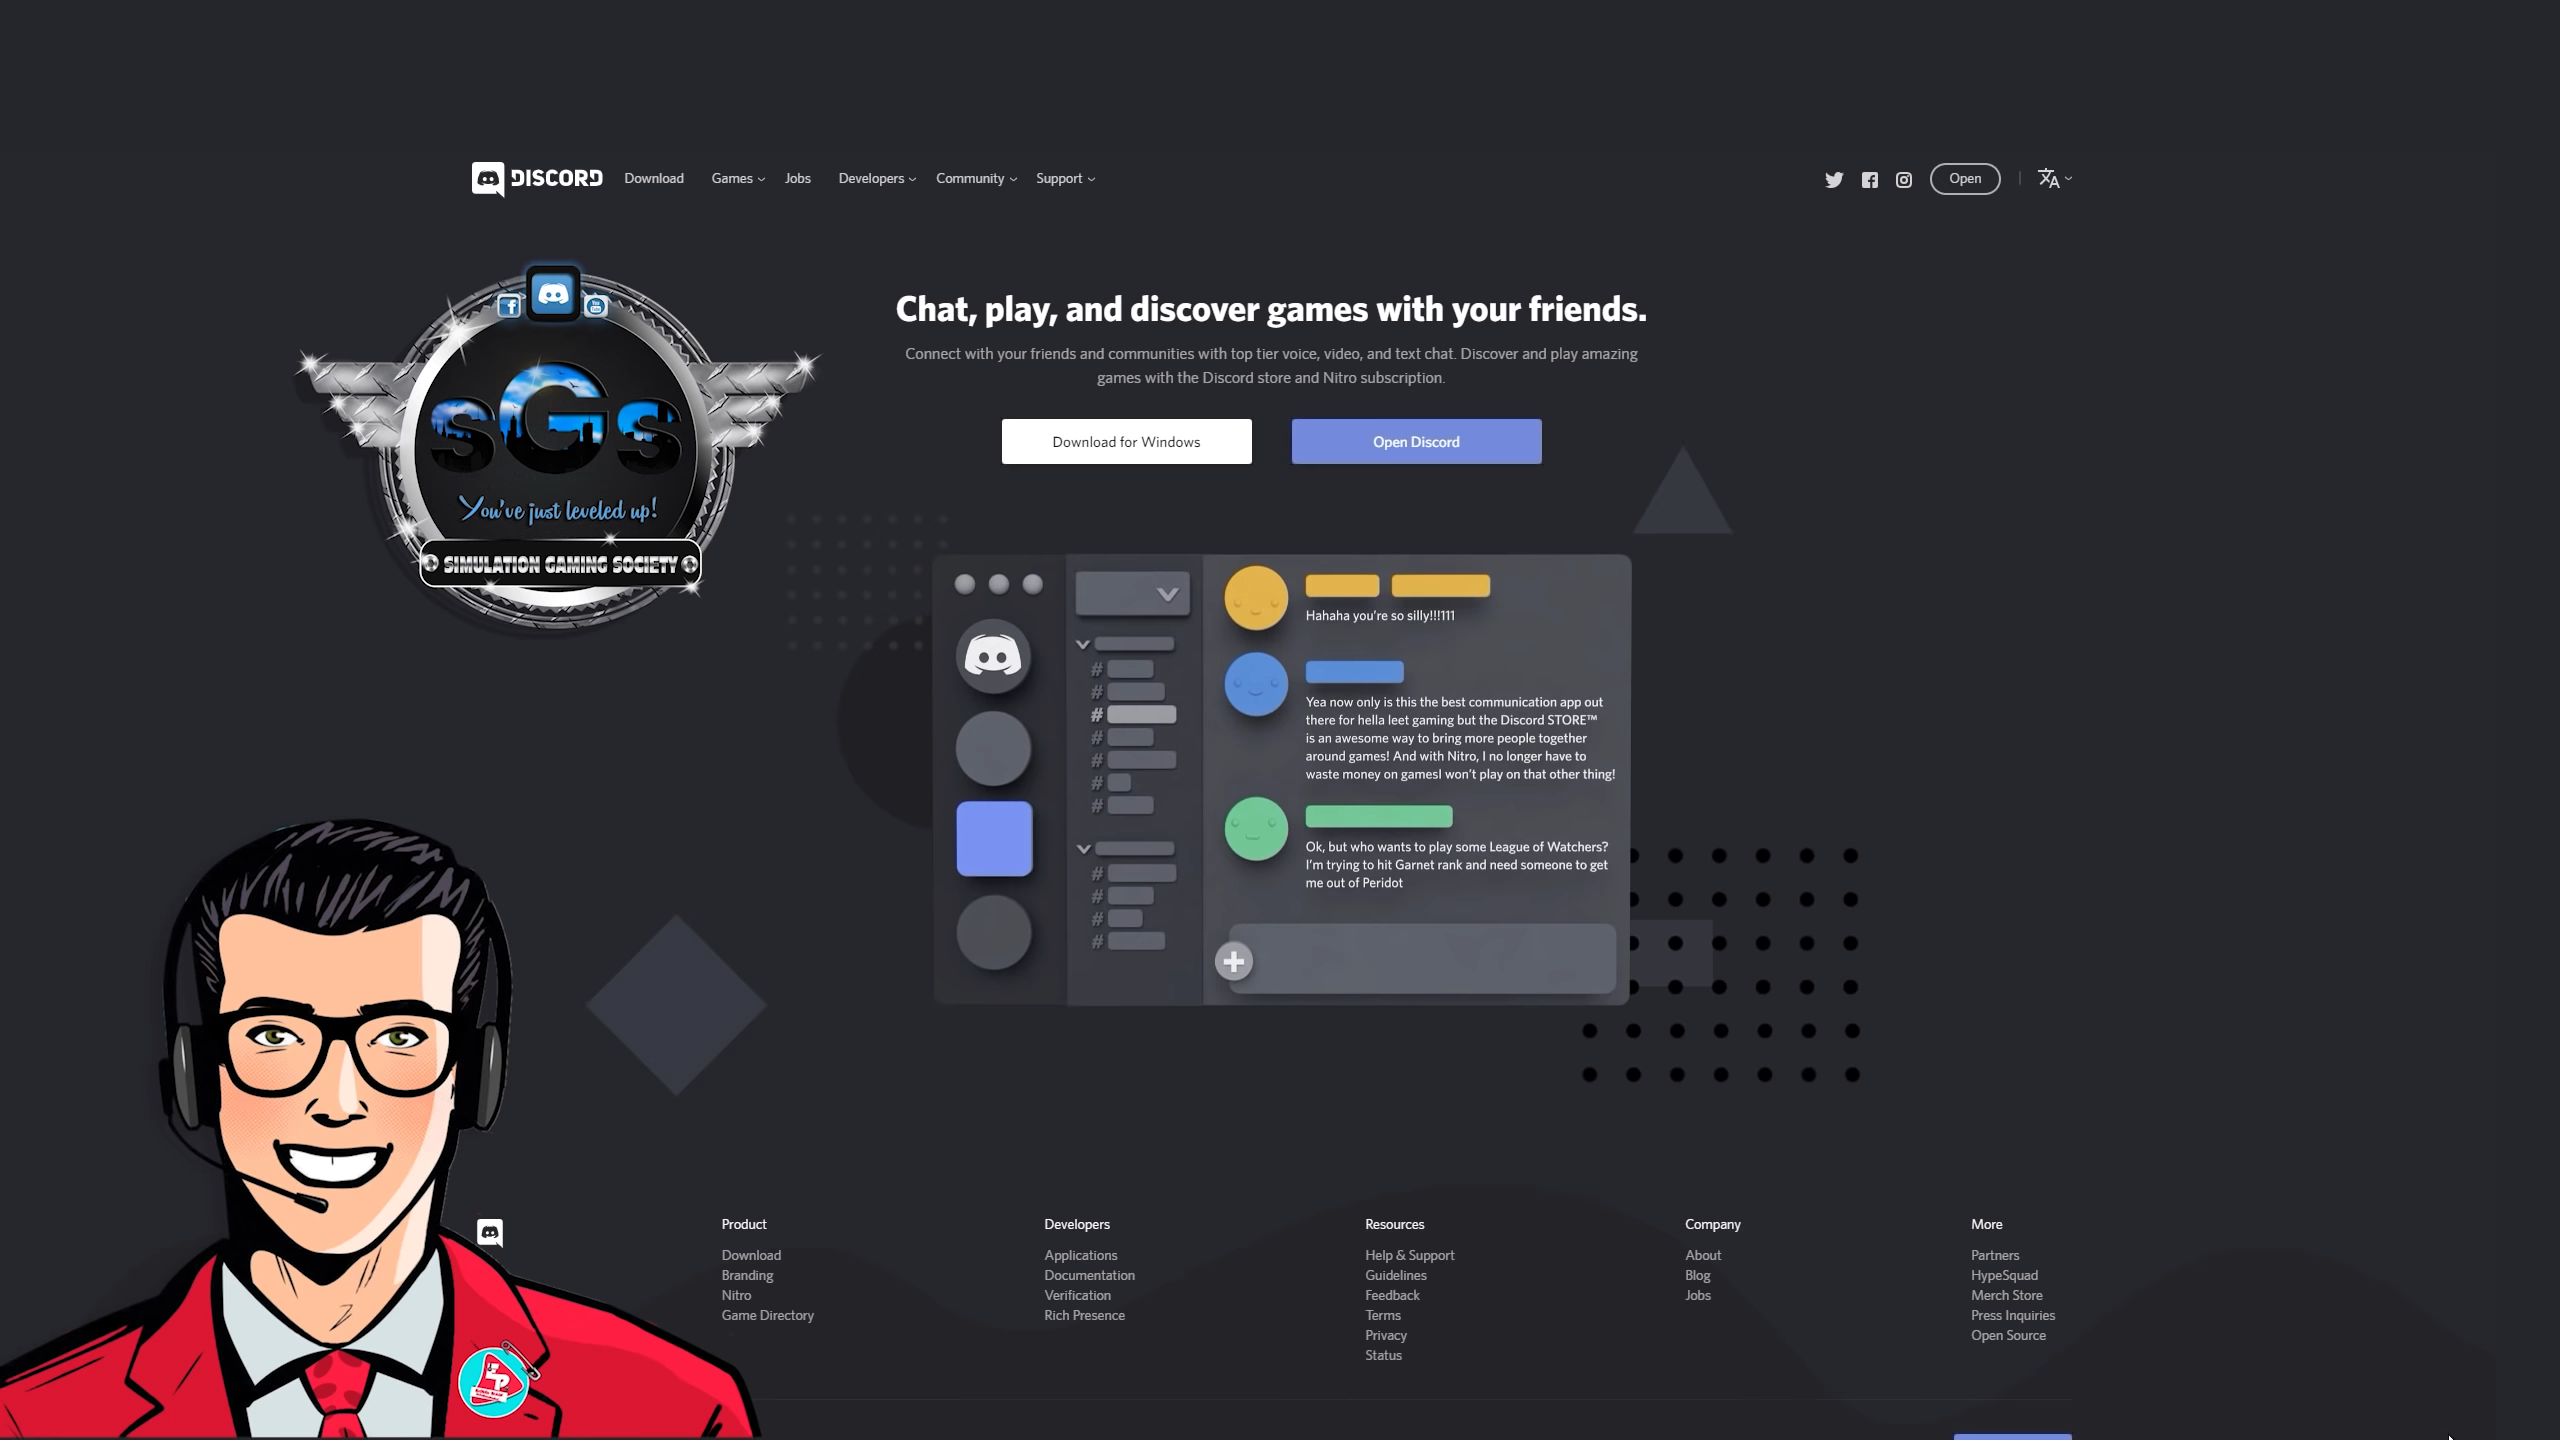 DISCORD
Download
Games
Jobs
Developers
Community
Support
Open
sGs
You've just leveled up!
SIMULATION GAMING SOCIETY
Chat, play, and discover games with your friends.
Connect with your friends and communities with top tier voice, video, and text chat. Discover and play amazing
games with the Discord store and Nitro subscription.
Download for Windows
Open Discord
Hahaha you're so silly!!!111
Yea now only is this the best communication app out
there for hella leet gaming but the Discord STORE™
is an awesome way to bring more people together
around games! And with Nitro, I no longer have to
waste money on gamesI won't play on that other thing!
Ok, but who wants to play some League of Watchers?
I'm trying to hit Garnet rank and need someone to get
me out of Peridot
Product
Download
Branding
Nitro
Game Directory
Developers
Applications
Documentation
Verification
Rich Presence
Resources
Help & Support
Guidelines
Feedback
Terms
Privacy
Status
Company
About
Blog
Jobs
More
Partners
HypeSquad
Merch Store
Press Inquiries
Open Source